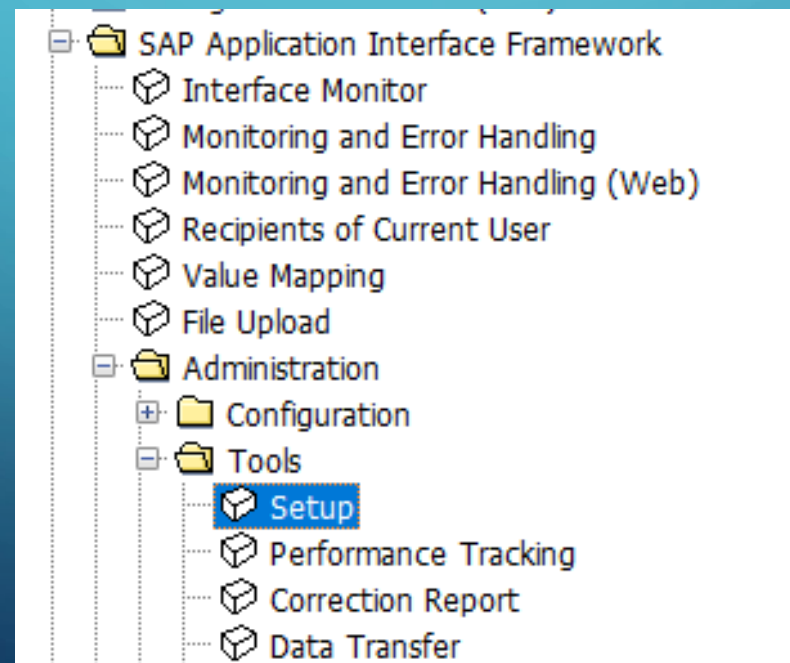 SAP Application Interface Framework
Interface Monitor
Monitoring and Error Handling
Monitoring and Error Handling (Web)
Recipients of Current User
Value Mapping
File Upload
Administration
Configuration
Tools
Setup
Performance Tracking
Correction Report
Data Transfer